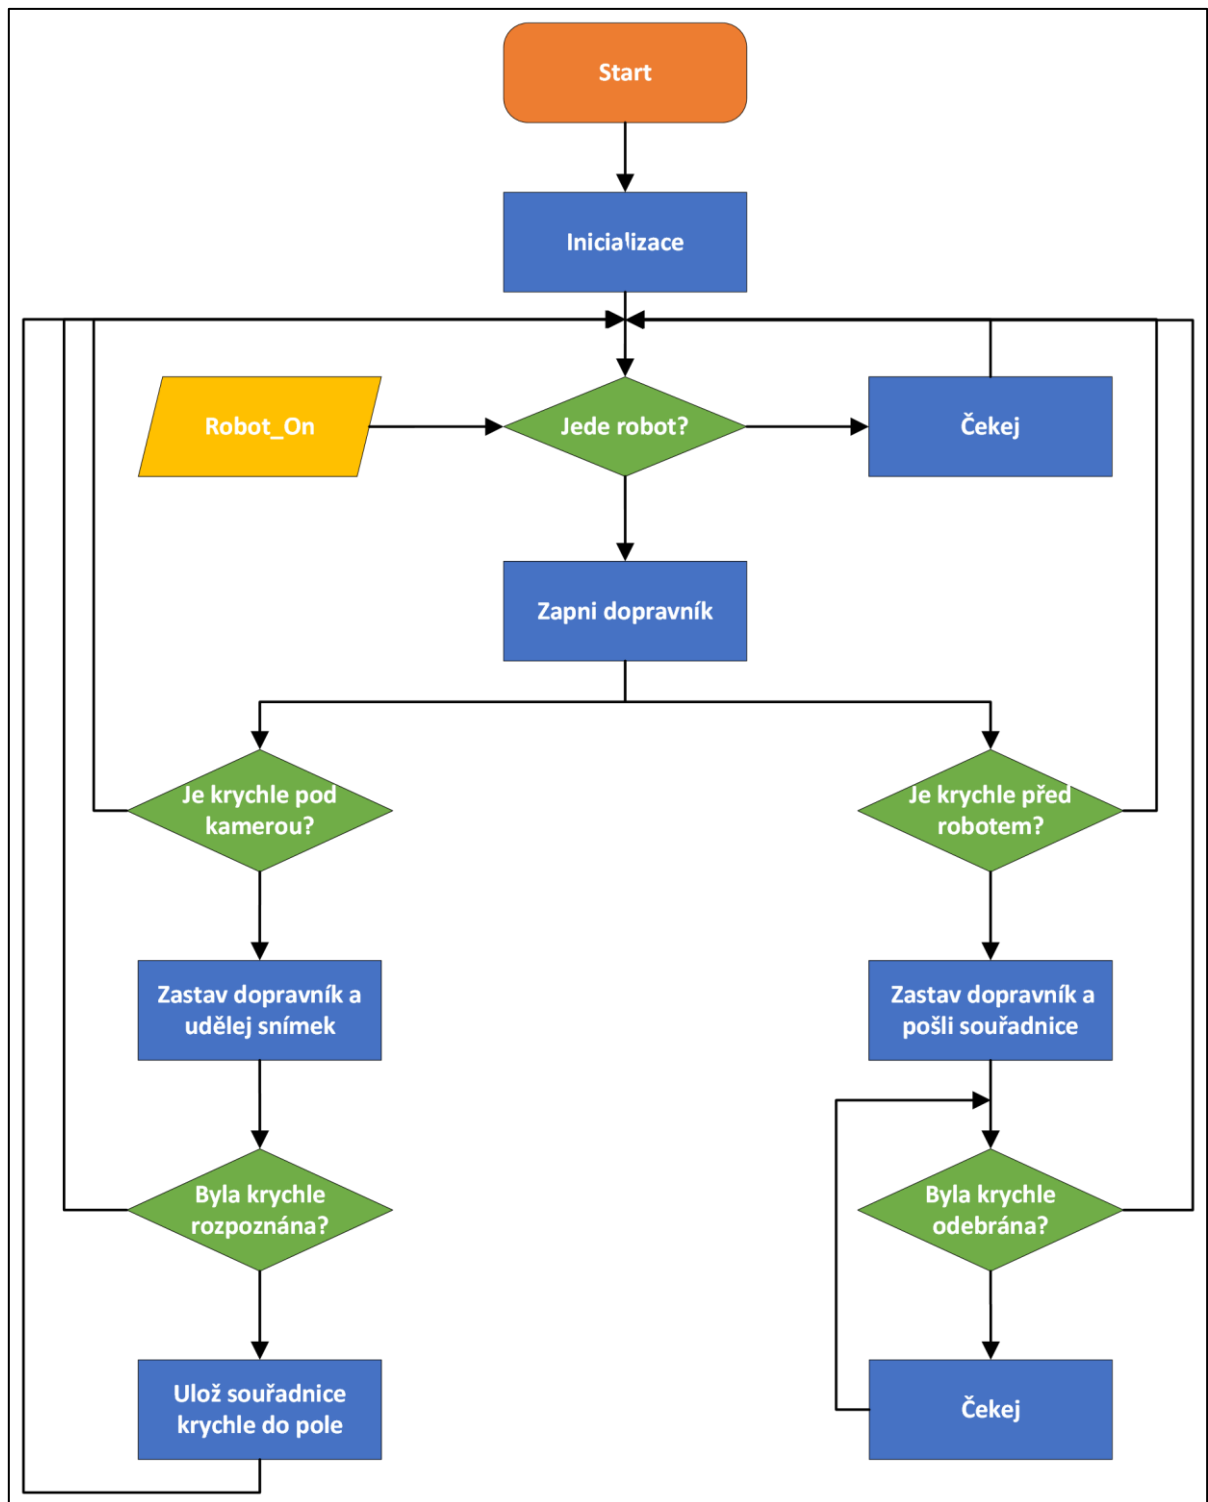 Start
Inicializace
Robot_On
Jede robot?
Čekej
Zapni dopravník
Je krychle pod
kamerou?
Je krychle před
robotem?
Zastav dopravník a
udělej snímek
Zastav dopravník a
pošli souřadnice
Byla krychle
rozpoznána?
Byla krychle
odebrána?
Ulož souřadnice
krychle do pole
Čekej